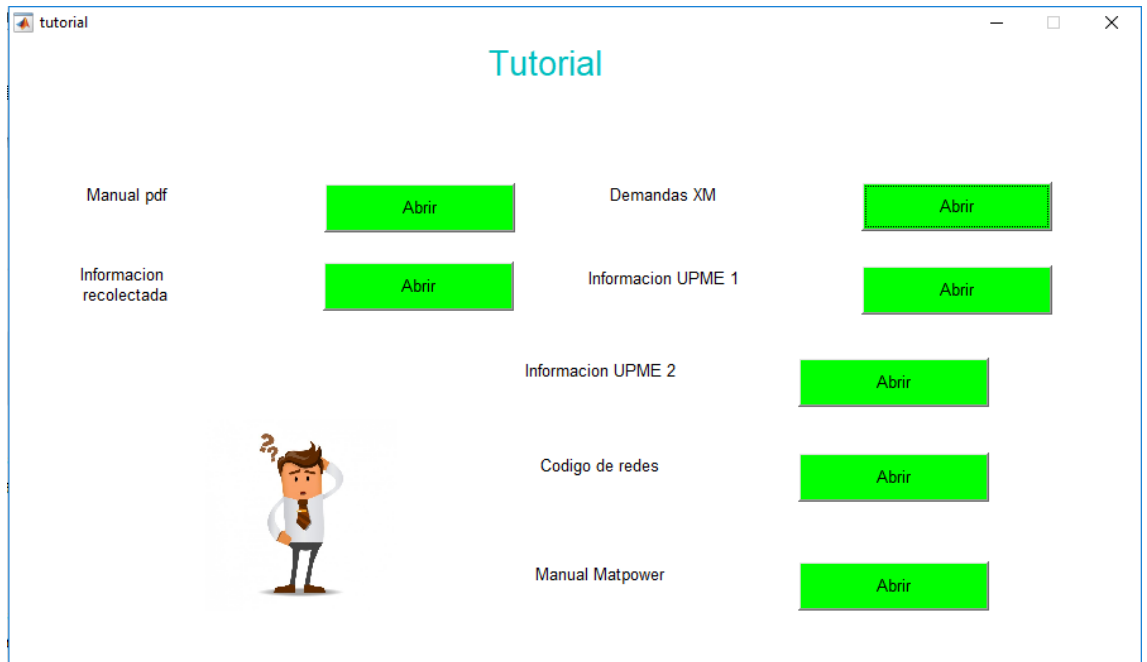 tutorial
Tutorial
Manual pdf
Abrir
Demandas XM
Abrir
Informacion
recolectada
Abrir
Informacion UPME 1
Abrir
Informacion UPME 2
Abrir
Codigo de redes
Abrir
Manual Matpower
Abrir
??